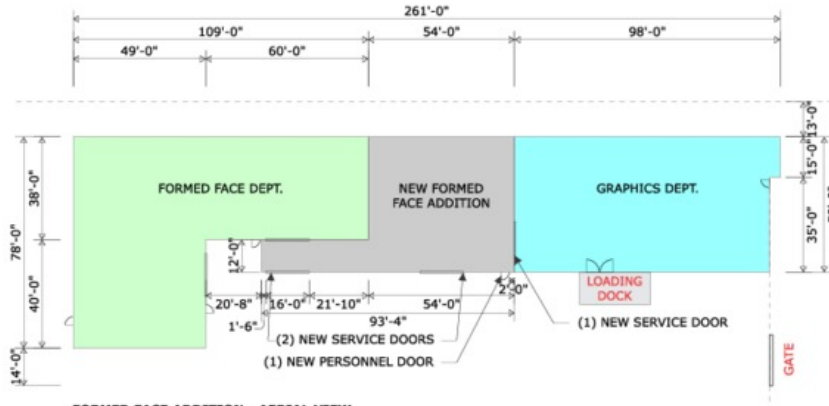 261'-0"
109'-0"
54'-0"
98'-0"
49'-0"
60'-0"
13'-0"
15'-0"
35'-0"
38'-0"
78'-0"
40'-0"
14'-0"
FORMED FACE DEPT.
NEW FORMED
FACE ADDITION
GRAPHICS DEPT.
12'-0"
LOADING
DOCK
2'-0"
20'-8"
16'-0"
21'-10"
54'-0"
1'-6"
93'-4"
(2) NEW SERVICE DOORS
(1) NEW PERSONNEL DOOR
(1) NEW SERVICE DOOR
GATE